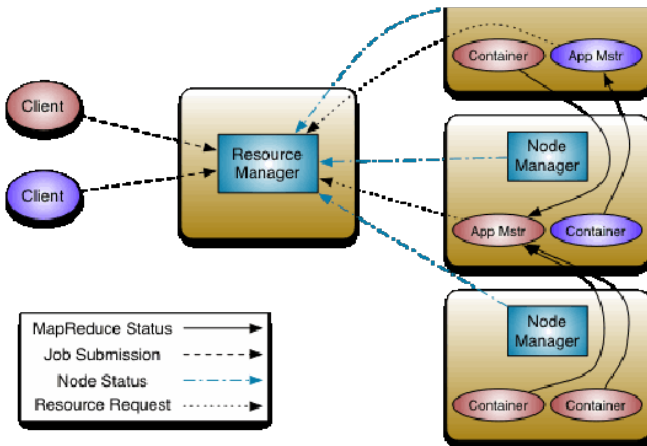 Client
Client
Resource
Manager
Container
App Mstr
Node
Manager
App Mstr
Container
Node
Manager
Container
Container
MapReduce Status
Job Submission
Node Status
Resource Request